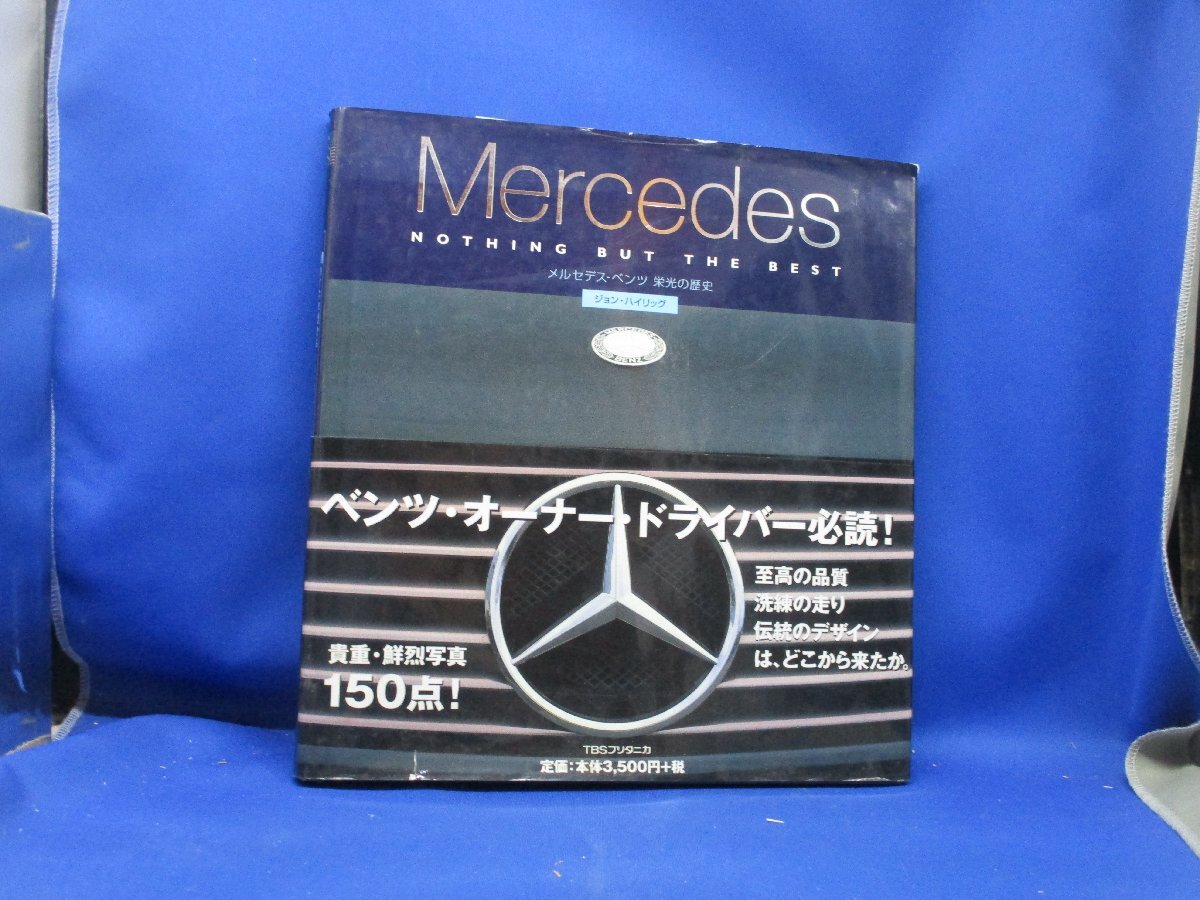 Mercedes
NOTHING BUT THE BEST
メルセデス-ベンツ 栄光の歴史
ジョン・ハイリッグ
MERCEDES
BENZ
ベンツ・オーナー・ドライバー必読！
至高の品質
洗練の走り
伝統のデザイン
は、どこから来たか。
貴重・鮮烈写真
150点！
TBSブリタニカ
定価：本体3,500円+税